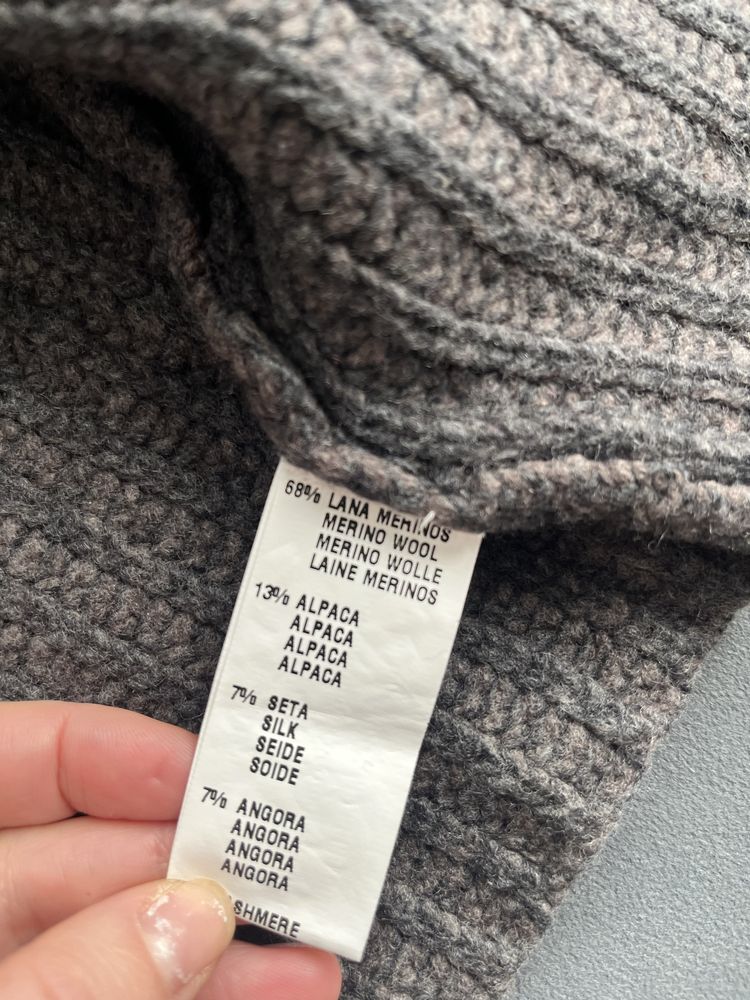 68% LANA MERINOS
MERINO WOOL
MERINO WOLLE
LAINE MERINOS
13% ALPACA
ALPACA
ALPACA
ALPACA
7% SETA
SILK
SEIDE
SOIDE
7% ANGORA
ANGORA
ANGORA
ANGORA
SHMERE